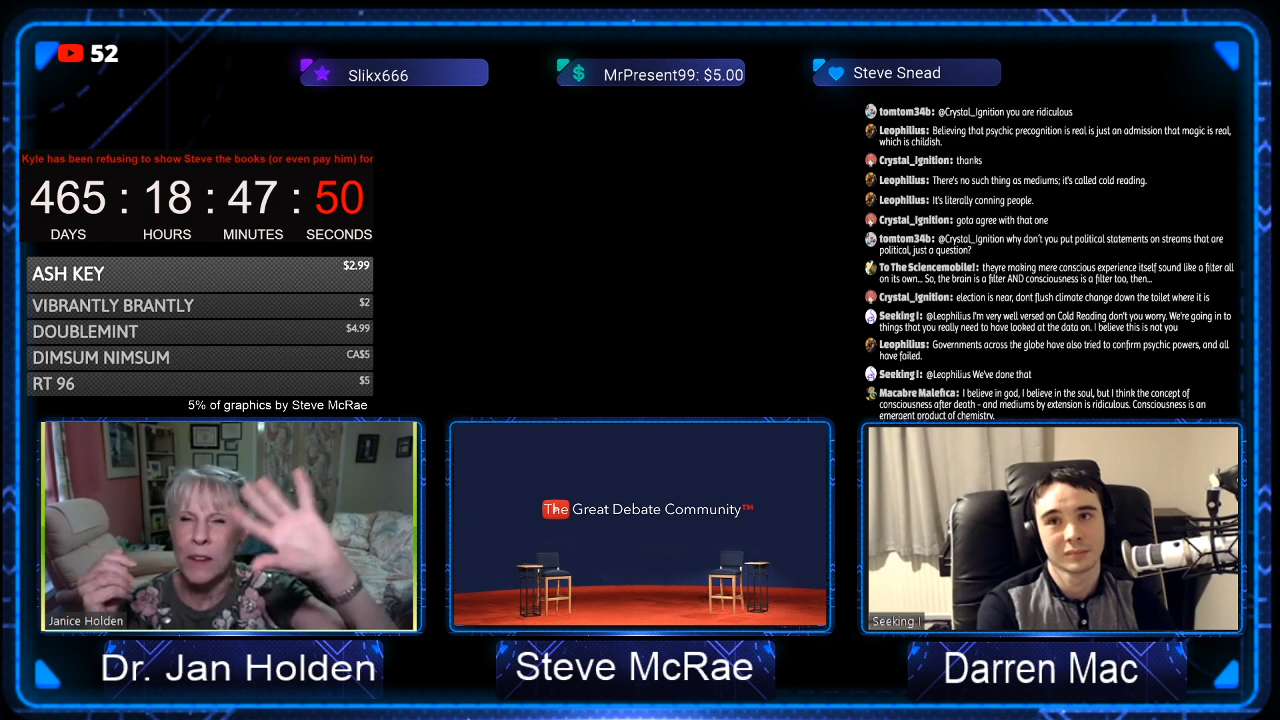 52
Slikx666
MrPresent99: $5.00
Steve Snead
Kyle has been refusing to show Steve the books (or even pay him) for
465 : 18 : 47 : 50
DAYS HOURS MINUTES SECONDS
ASH KEY $2.99
VIBRANTLY BRANTLY $2
DOUBLEMINT $4.99
DIMSUM NIMSUM CA$5
RT 96 $5
5% of graphics by Steve McRae
tomtom34b: @Crystal_Ignition you are ridiculous
Leophilius: Believing that psychic precognition is real is just an admission that magic is real,
which is childish.
Crystal_Ignition: thanks
Leophilius: There's no such thing as mediums; it's called cold reading.
Leophilius: It's literally conning people.
Crystal_Ignition: gota agree with that one
tomtom34b: @Crystal_Ignition why don't you put political statements on streams that are
political, just a question?
To The Sciencemobile!: theyre making mere conscious experience itself sound like a filter all
on its own... So, the brain is a filter AND consciousness is a filter too, then...
Crystal_Ignition: election is near, dont flush climate change down the toilet where it is
Seeking I: @Leophilius I'm very well versed on Cold Reading don't you worry. We're going in to
things that you really need to have looked at the data on. I believe this is not you
Leophilius: Governments across the globe have also tried to confirm psychic powers, and all
have failed.
Seeking I: @Leophilius We've done that
Macabre Malefica: I believe in god, I believe in the soul, but I think the concept of
consciousness after death - and mediums by extension is ridiculous. Consciousness is an
emergent product of chemistry.
Janice Holden
The Great Debate Community™
Seeking I
Dr. Jan Holden
Steve McRae
Darren Mac